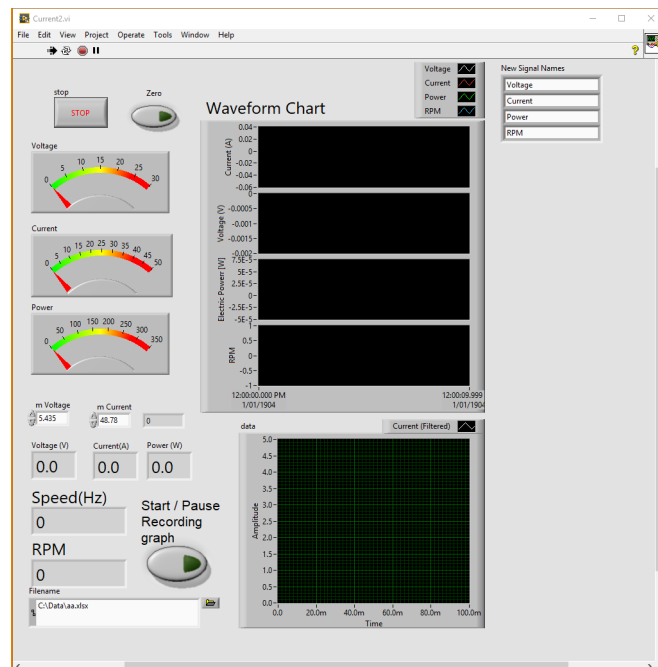 Current2.vi
File Edit View Project Operate Tools Window Help
stop
STOP
Zero
Waveform Chart
Voltage
Current
Power
RPM
New Signal Names
Voltage
Current
Power
RPM
Voltage
0 5 10 15 20 25 30
Current
0 5 10 15 20 25 30 35 40 45 50
Power
0 50 100 150 200 250 300 350
Current (A)
0.04
0.02
0
-0.02
-0.04
-0.06
Voltage (V)
0
-0.0005
-0.001
-0.0015
-0.002
Electric Powerr [W]
7.5E-5
5E-5
2.5E-5
0
-2.5E-5
-5E-5
RPM
1
0.5
0
-0.5
-1
12:00:00.000 PM 12:00:09.999
1/01/1904 1/01/1904
m Voltage m Current
5.435 48.78 0
Voltage (V) Current(A) Power (W)
0.0 0.0 0.0
Speed(Hz)
0
RPM
0
Start / Pause
Recording
graph
Filename
C:\Data\aa.xlsx
data
Current (Filtered)
Amplitude
5.0
4.5
4.0
3.5
3.0
2.5
2.0
1.5
1.0
0.5
0.0
0.0 20.0m 40.0m 60.0m 80.0m 100.0m
Time